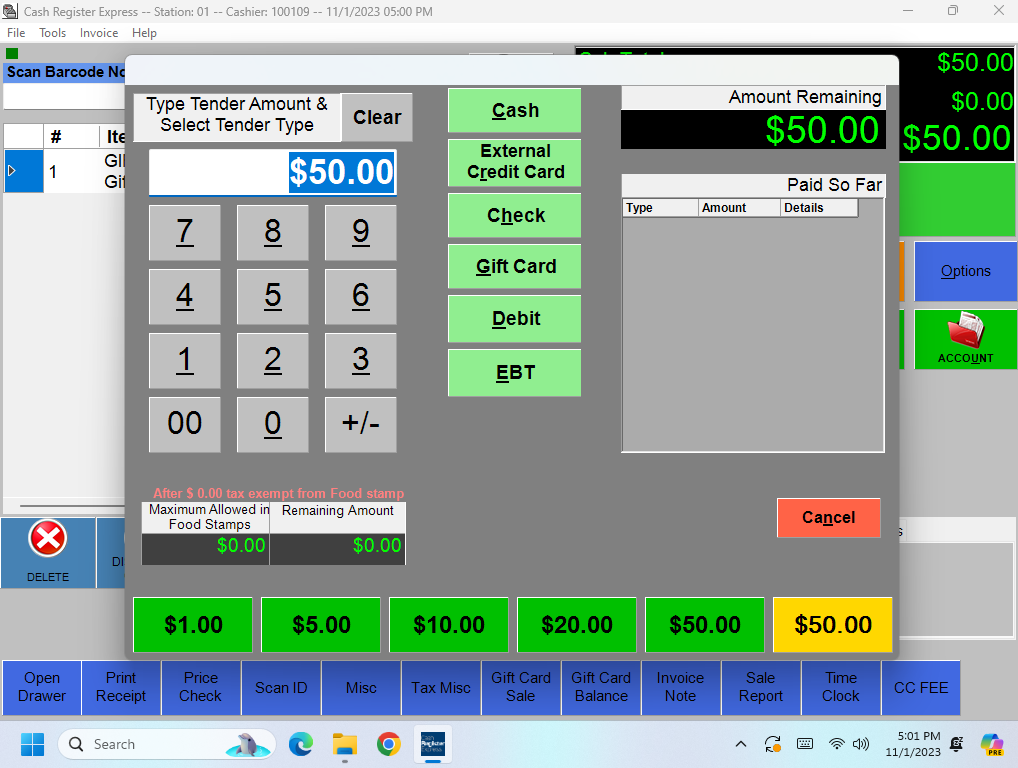 Cash Register Express -- Station: 01 -- Cashier: 100109 -- 11/1/2023 05:00 PM
File Tools Invoice Help
Scan Barcode
$50.00
$0.00
$50.00
#
1
Type Tender Amount &
Select Tender Type
Clear
$50.00
7 8 9
4 5 6
1 2 3
00 0 +/-
Cash
External
Credit Card
Check
Gift Card
Debit
EBT
Amount Remaining
$50.00
Paid So Far
Type Amount Details
Options
ACCOUNT
After $ 0.00 tax exempt from Food stamp
Maximum Allowed in
Food Stamps
Remaining Amount
$0.00 $0.00
Cancel
DELETE
$1.00 $5.00 $10.00 $20.00 $50.00 $50.00
Open
Drawer
Print
Receipt
Price
Check
Scan ID
Misc
Tax Misc
Gift Card
Sale
Gift Card
Balance
Invoice
Note
Sale
Report
Time
Clock
CC FEE
Search
Cash
Register
Express
5:01 PM
11/1/2023
PRE